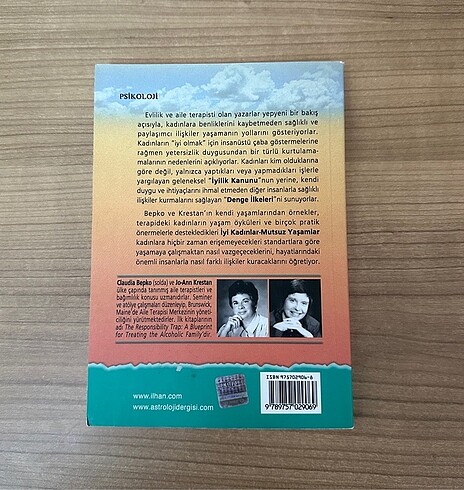 PSİKOLOJİ
Evlilik ve aile terapisti olan yazarlar yepyeni bir bakış
açısıyla, kadınlara benliklerini kaybetmeden sağlıklı ve
paylaşımcı ilişkiler yaşamanın yollarını gösteriyorlar.
Kadınların "iyi olmak" için insanüstü çaba göstermelerine
rağmen yetersizlik duygusundan bir türlü kurtulama-
malarının nedenlerini açıklıyorlar. Kadınları kim olduklarına
göre değil, yalnızca yaptıkları veya yapmadıkları işlerle
yargılayan geleneksel "İyilik Kanunu"nun yerine, kendi
duygu ve ihtiyaçlarını ihmal etmeden diğer insanlarla sağlıklı
ilişkiler kurmalarını sağlayan "Denge İlkeleri"ni sunuyorlar.
Bepko ve Krestan'ın kendi yaşamlarından örnekler,
terapideki kadınların yaşam öyküleri ve birçok pratik
önermelerle destekledikleri İyi Kadınlar-Mutsuz Yaşamlar
kadınlara hiçbir zaman erişemeyecekleri standartlara göre
yaşamaya çalışmaktan nasıl vazgeçeceklerini, hayatlarındaki
önemli insanlarla nasıl farklı ilişkiler kuracaklarını öğretiyor.
Claudia Bepko (solda) ve Jo-Ann Krestan
ülke çapında tanınmış aile terapistleri ve
bağımlılık konusu uzmanıdırlar. Seminer
ve atölye çalışmaları düzenleyip, Brunswick,
Maine'de Aile Terapisi Merkezinin yöneti-
ciliğini yürütmektedirler. İlk kitaplarının
adı The Responsibility Trap: A Blueprint
for Treating the Alcoholic Family'dir.
www.ilhan.com
www.astrolojidergisi.com
ISBN 975702906-8
9 789757 029069